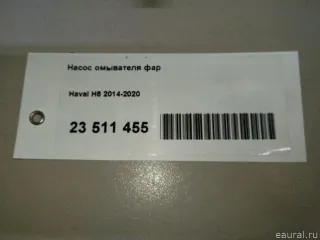 Насос омывателя фар
Haval H6 2014-2020
23 511 455
eaural.ru